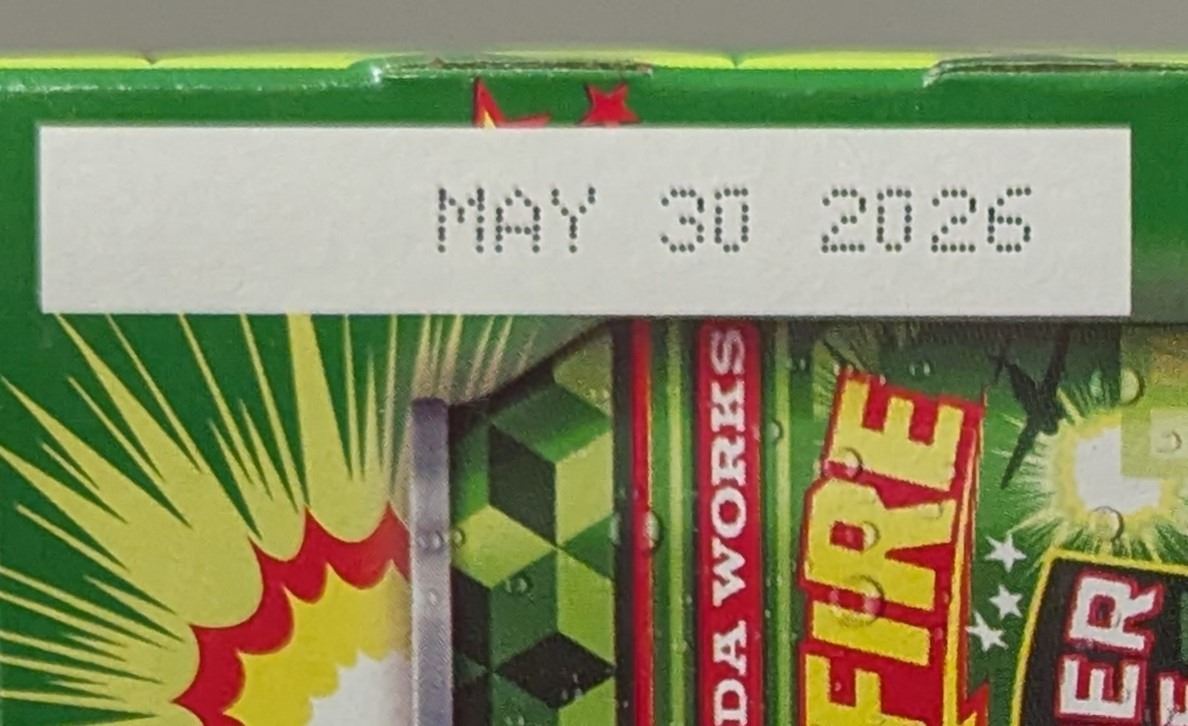 MAY 30 2026
DA WORKS
FIRE
ER